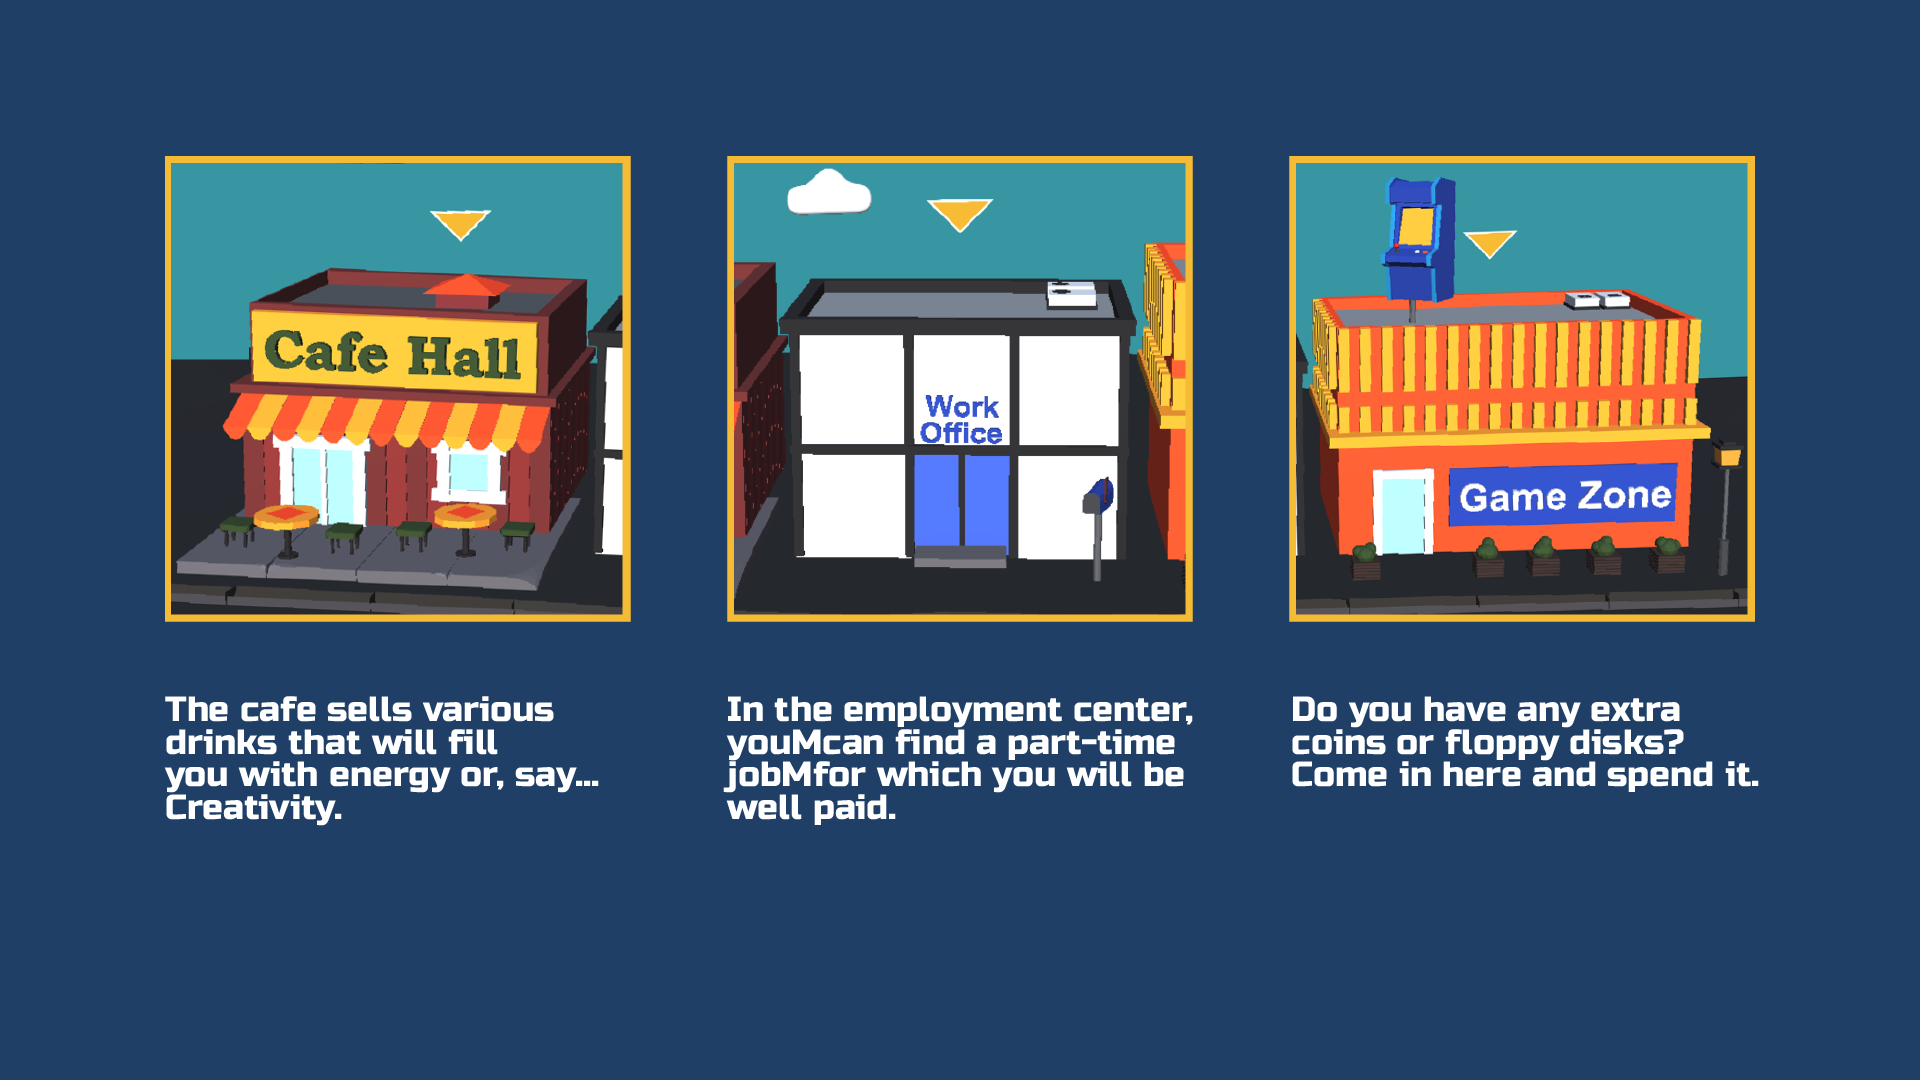 Cafe Hall
Work
Office
Game Zone
The cafe sells various
drinks that will fill
you with energy or, say...
Creativity.
In the employment center,
youMcan find a part-time
jobMfor which you will be
well paid.
Do you have any extra
coins or floppy disks?
Come in here and spend it.